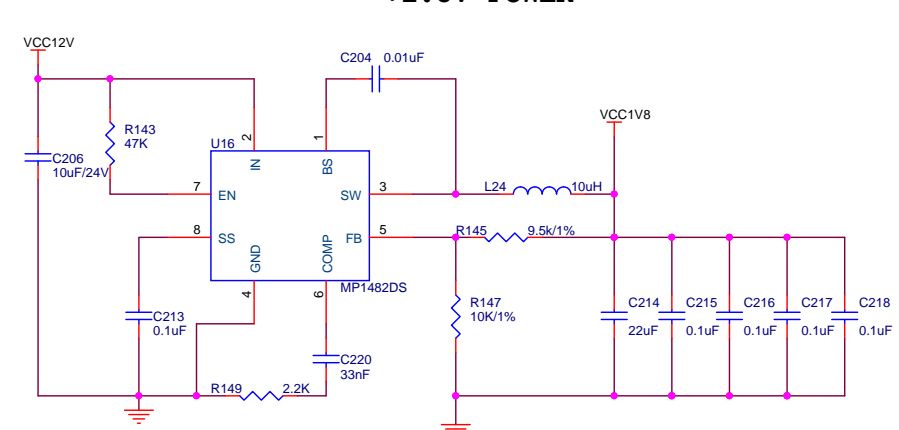 VCC12V
C204 0.01uF
VCC1V8
R143
47K
U16
2
1
C206
10uF/24V
IN
BS
7
EN
SW
3
L24
10uH
8
SS
FB
5
R145
9.5k/1%
GND
COMP
MP1482DS
4
6
C213
0.1uF
R147
10K/1%
C214
22uF
C215
0.1uF
C216
0.1uF
C217
0.1uF
C218
0.1uF
C220
33nF
R149
2.2K